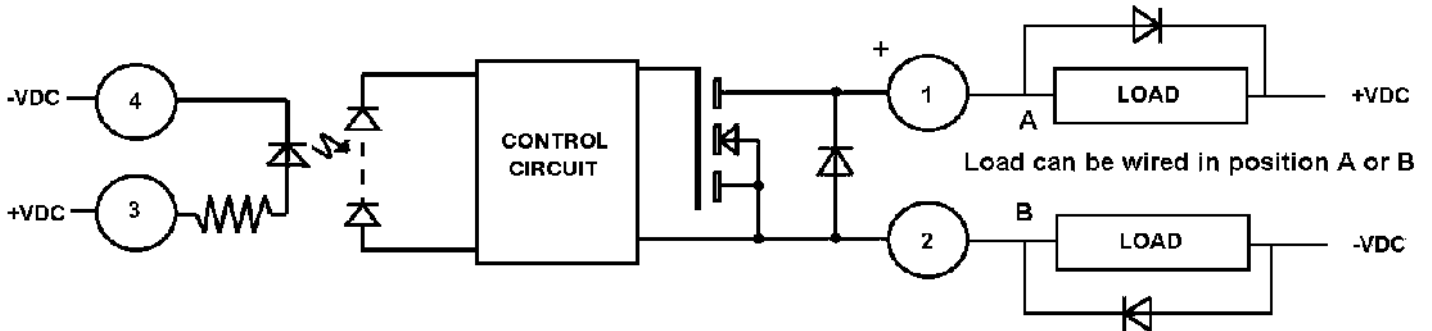 -VDC
4
+VDC
3
CONTROL
CIRCUIT
+
1
A
LOAD
+VDC
Load can be wired in position A or B
2
B
LOAD
-VDC